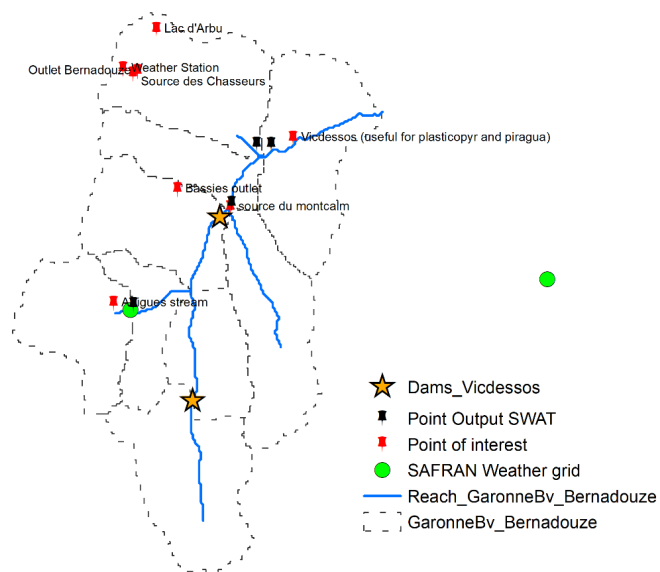 Lac d'Arbu
Weather Station
Outlet Bernadouze
Source des Chasseurs
Vicdessos (useful for plasticopyr and piragua)
Bassies outlet
source du montcalm
Artigues stream
Dams_Vicdessos
Point Output SWAT
Point of interest
SAFRAN Weather grid
Reach_GaronneBv_Bernadouze
GaronneBv_Bernadouze